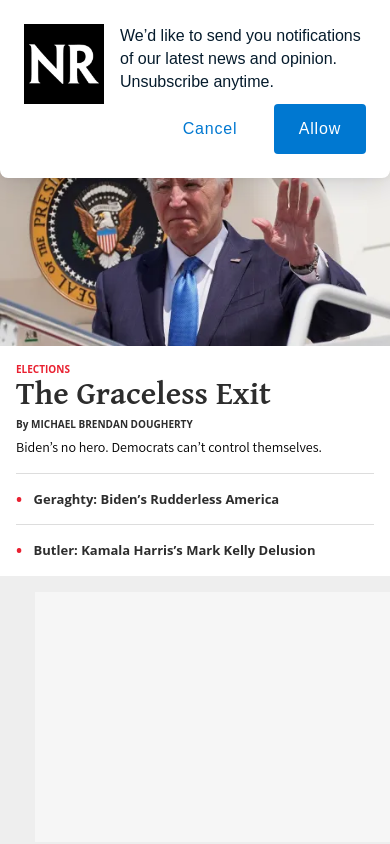 We’d like to send you notifications
of our latest news and opinion.
Unsubscribe anytime.
NR
Cancel
Allow
ELECTIONS
The Graceless Exit
By MICHAEL BRENDAN DOUGHERTY
Biden’s no hero. Democrats can’t control themselves.
• Geraghty: Biden’s Rudderless America
• Butler: Kamala Harris’s Mark Kelly Delusion